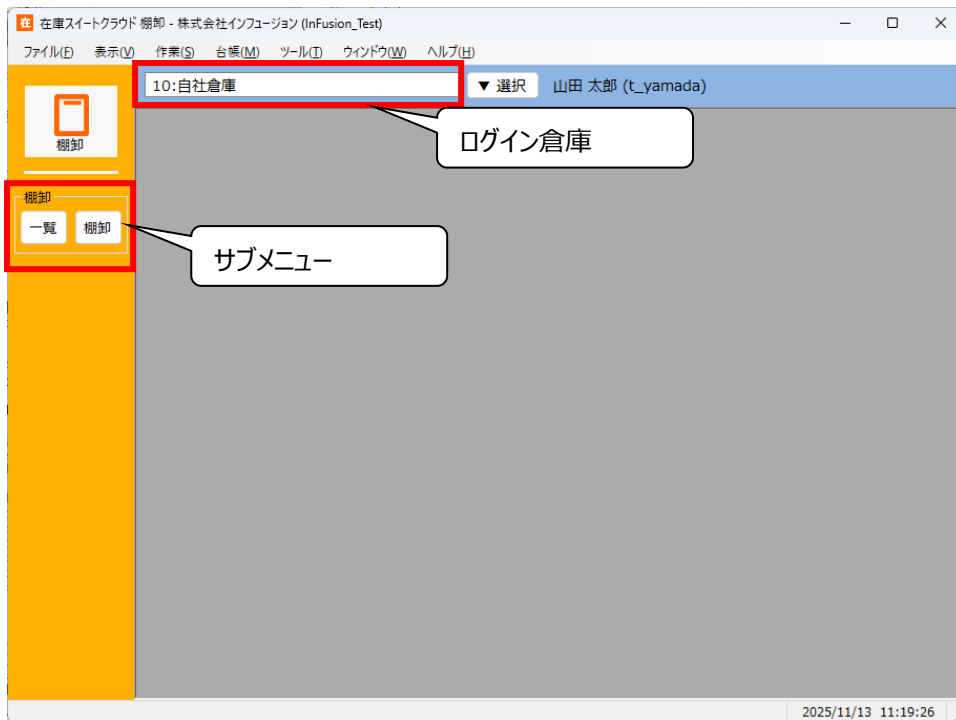 在 在庫スイートクラウド 棚卸 - 株式会社インフュージョン (InFusion_Test)
ファイル(F) 表示(V) 作業(S) 台帳(M) ツール(T) ウィンドウ(W) ヘルプ(H)
10:自社倉庫 ▼ 選択 山田 太郎 (t_yamada)
ログイン倉庫
棚卸
棚卸
一覧 棚卸
サブメニュー
2025/11/13 11:19:26